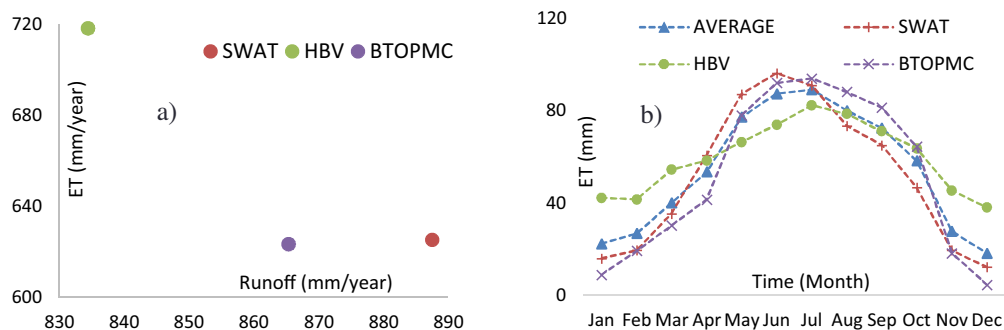 720
680
640
600
ET (mm/year)
SWAT HBV BTOPMC
a)
Runoff (mm/year)
830 840 850 860 870 880 890
120
80
40
0
ET (mm)
AVERAGE SWAT
HBV BTOPMC
b)
Time (Month)
Jan Feb Mar Apr May Jun Jul Aug Sep Oct Nov Dec